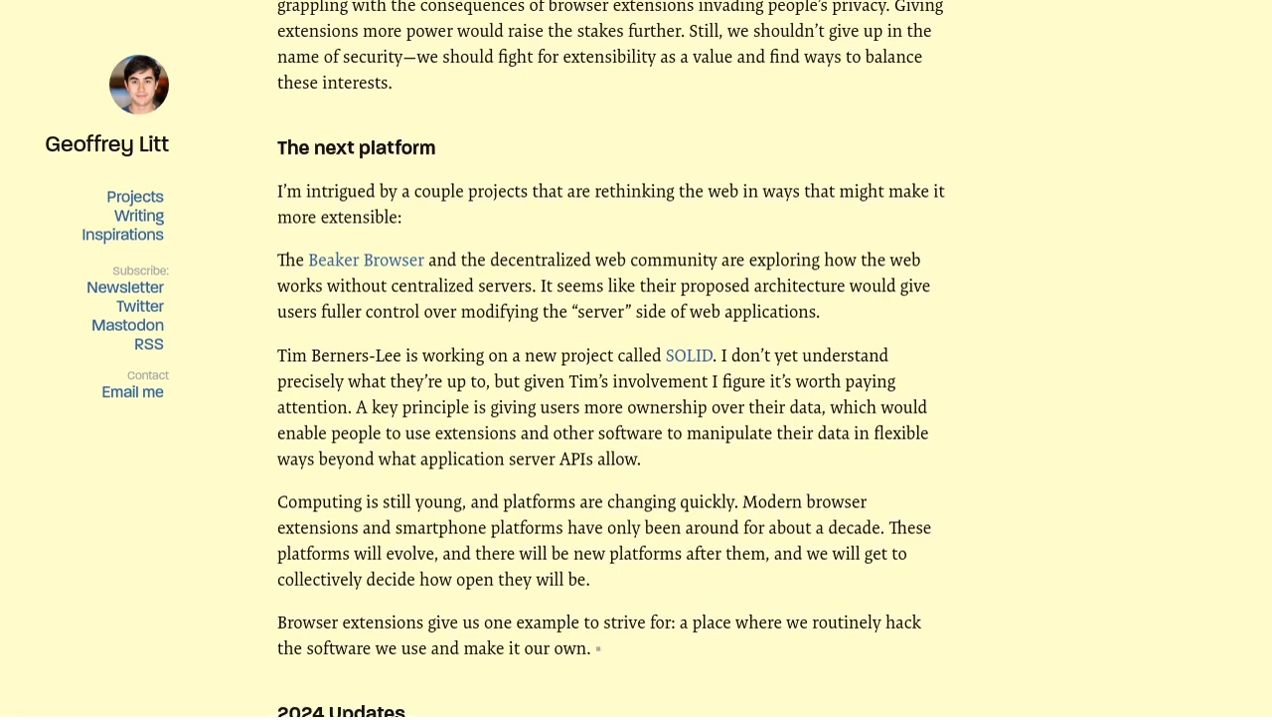 grappling with the consequences of browser extensions invading people’s privacy. Giving
extensions more power would raise the stakes further. Still, we shouldn’t give up in the
name of security—we should fight for extensibility as a value and find ways to balance
these interests.
Geoffrey Litt
Projects
Writing
Inspirations
Subscribe:
Newsletter
Twitter
Mastodon
RSS
Contact
Email me
The next platform
I’m intrigued by a couple projects that are rethinking the web in ways that might make it
more extensible:
The Beaker Browser and the decentralized web community are exploring how the web
works without centralized servers. It seems like their proposed architecture would give
users fuller control over modifying the “server” side of web applications.
Tim Berners-Lee is working on a new project called SOLID. I don’t yet understand
precisely what they’re up to, but given Tim’s involvement I figure it’s worth paying
attention. A key principle is giving users more ownership over their data, which would
enable people to use extensions and other software to manipulate their data in flexible
ways beyond what application server APIs allow.
Computing is still young, and platforms are changing quickly. Modern browser
extensions and smartphone platforms have only been around for about a decade. These
platforms will evolve, and there will be new platforms after them, and we will get to
collectively decide how open they will be.
Browser extensions give us one example to strive for: a place where we routinely hack
the software we use and make it our own. ▪
2024 Updates